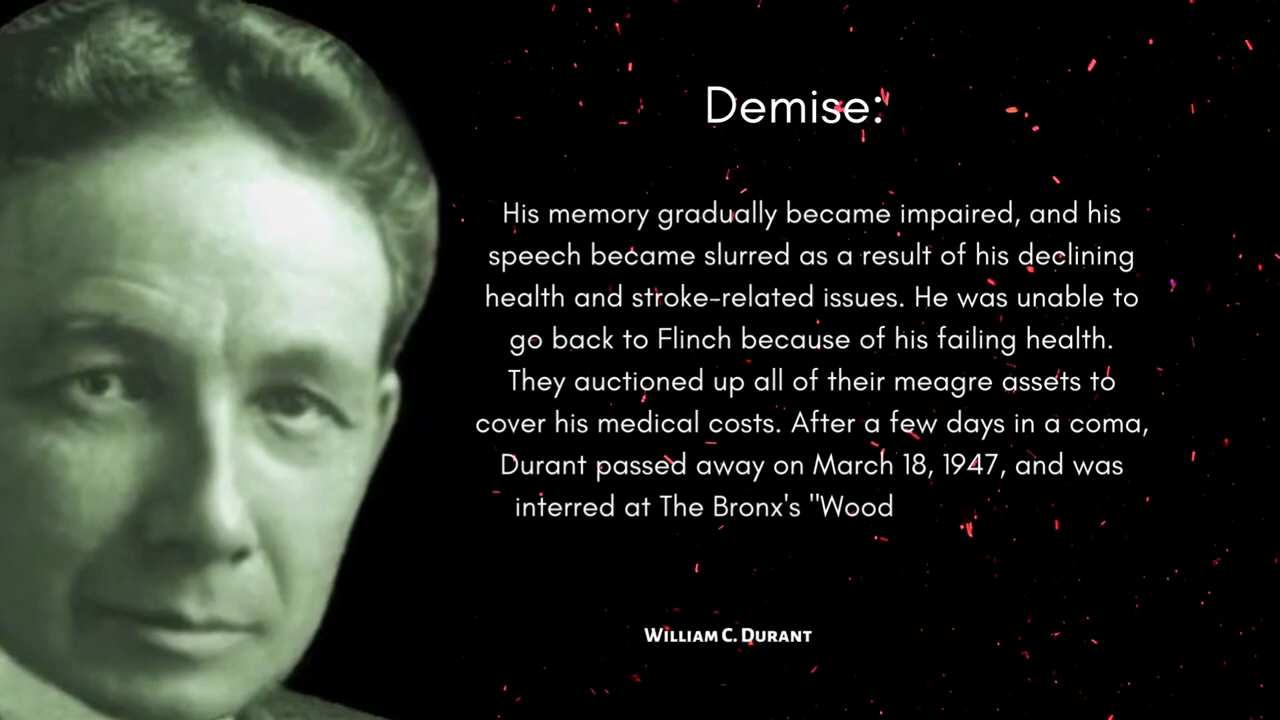 Demise:
His memory gradually became impaired, and his
speech became slurred as a result of his declining
health and stroke-related issues. He was unable to
go back to Flinch because of his failing health.
They auctioned up all of their meagre assets to
cover his medical costs. After a few days in a coma,
Durant passed away on March 18, 1947, and was
interred at The Bronx's "Wood
William C. Durant